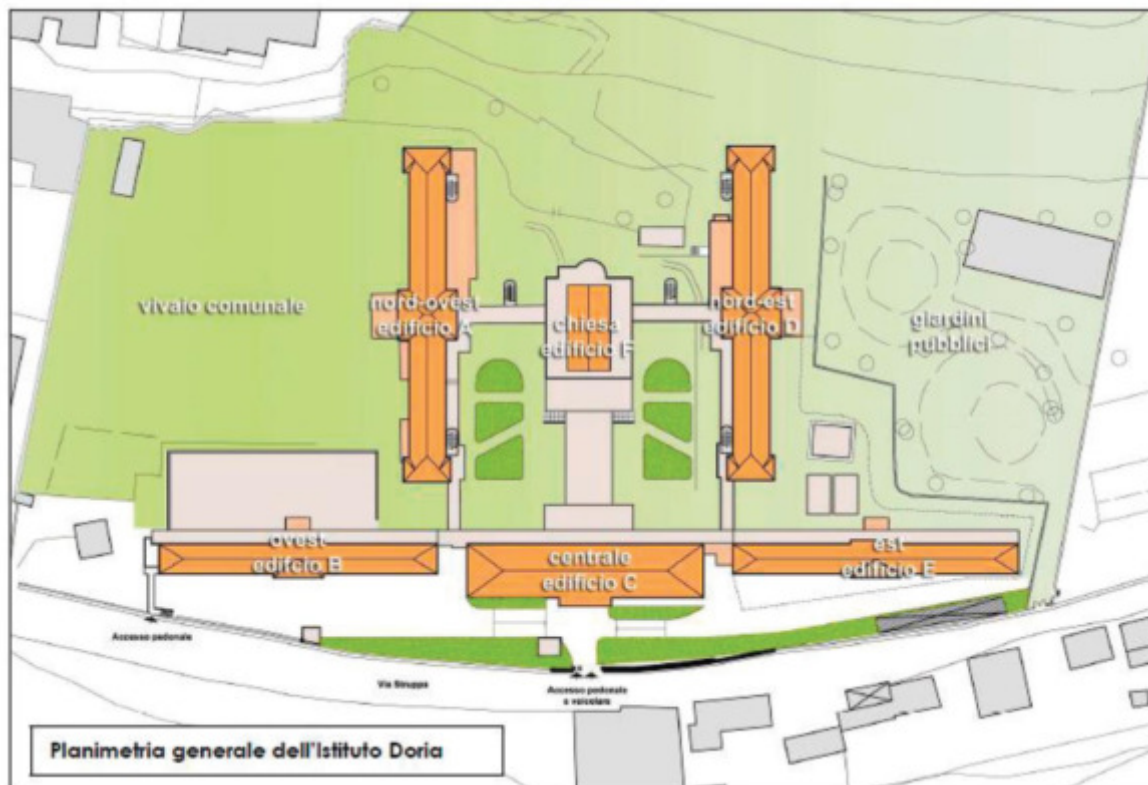 vivaio comunale
nord-ovest
edificio A
chiesa
edificio F
nord-est
edificio D
giardini
pubblici
ovest
edificio B
centrale
edificio C
est
edificio E
Accesso pedonale
Via Struppa
Accesso pedonale
e veicolare
Planimetria generale dell'Istituto Doria